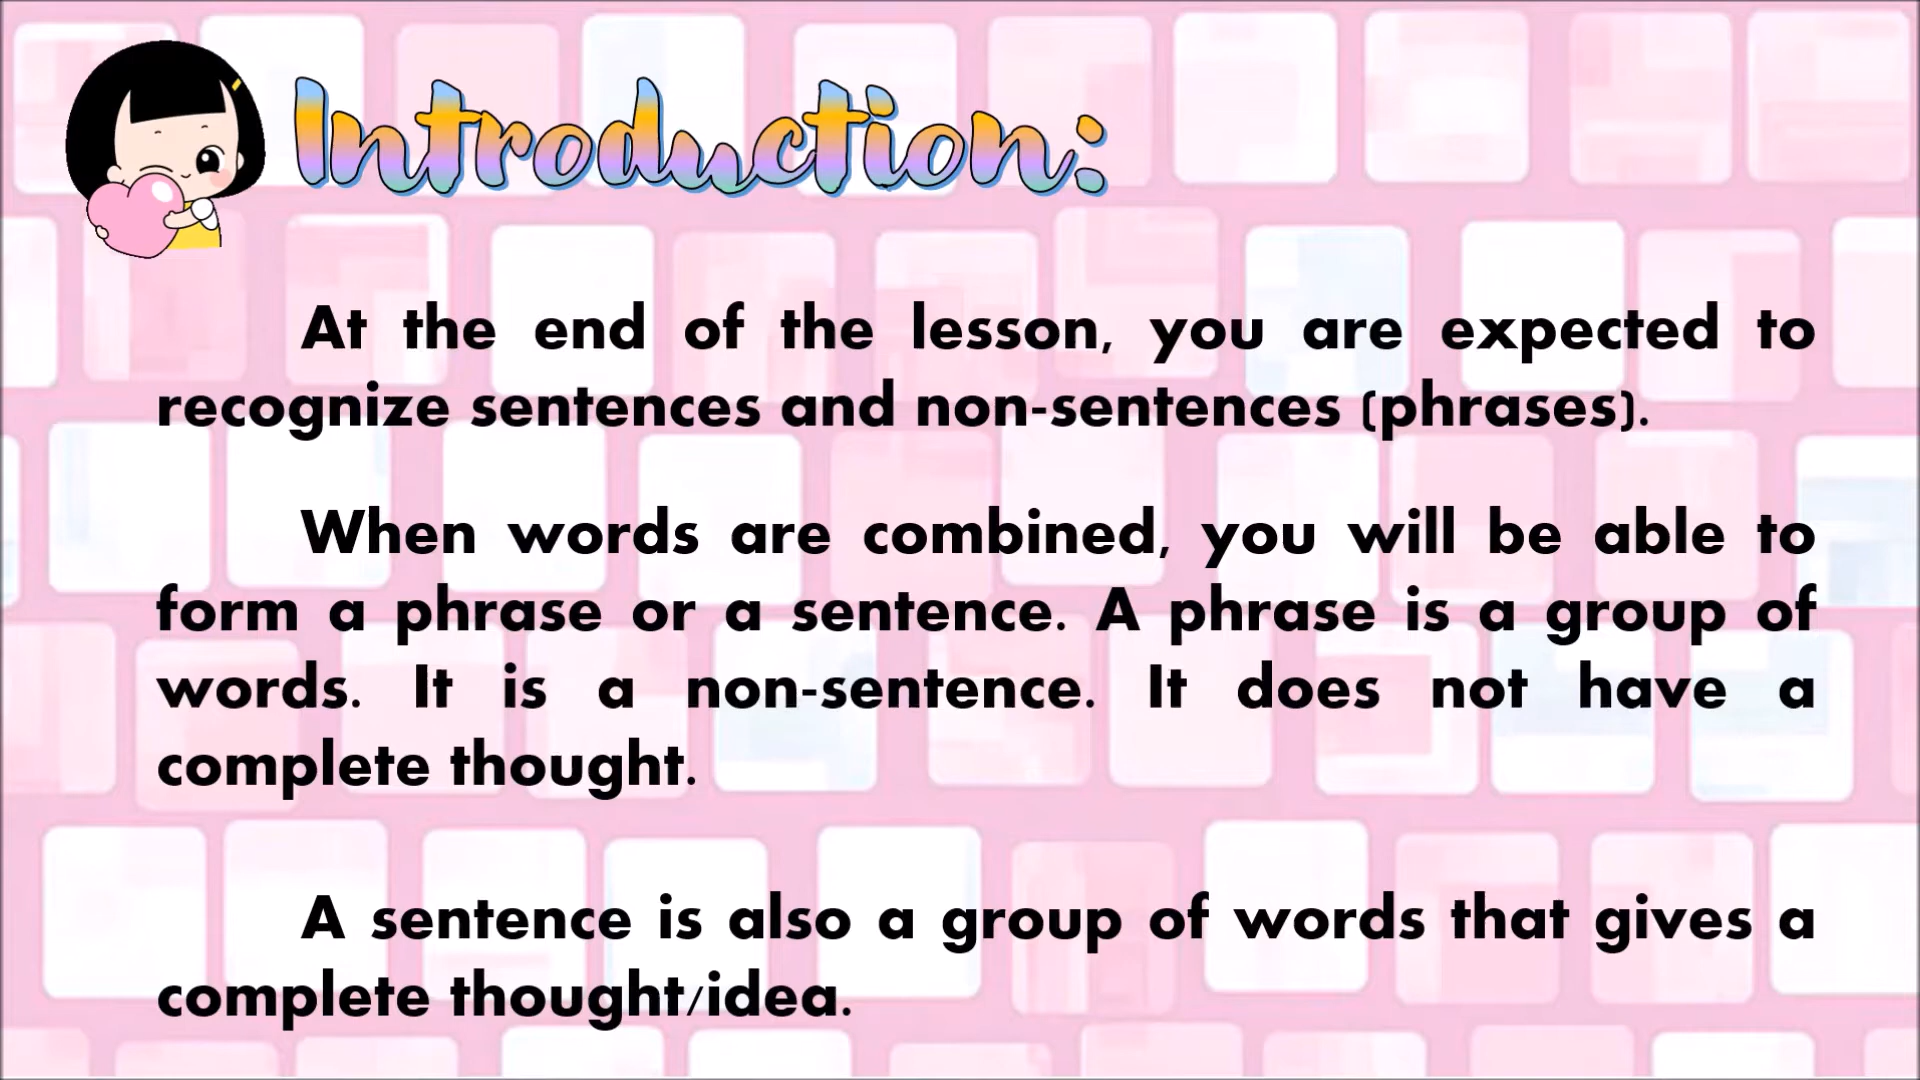 Introduction:
At the end of the lesson, you are expected to
recognize sentences and non-sentences (phrases).
When words are combined, you will be able to
form a phrase or a sentence. A phrase is a group of
words. It is a non-sentence. It does not have a
complete thought.
A sentence is also a group of words that gives a
complete thought/idea.